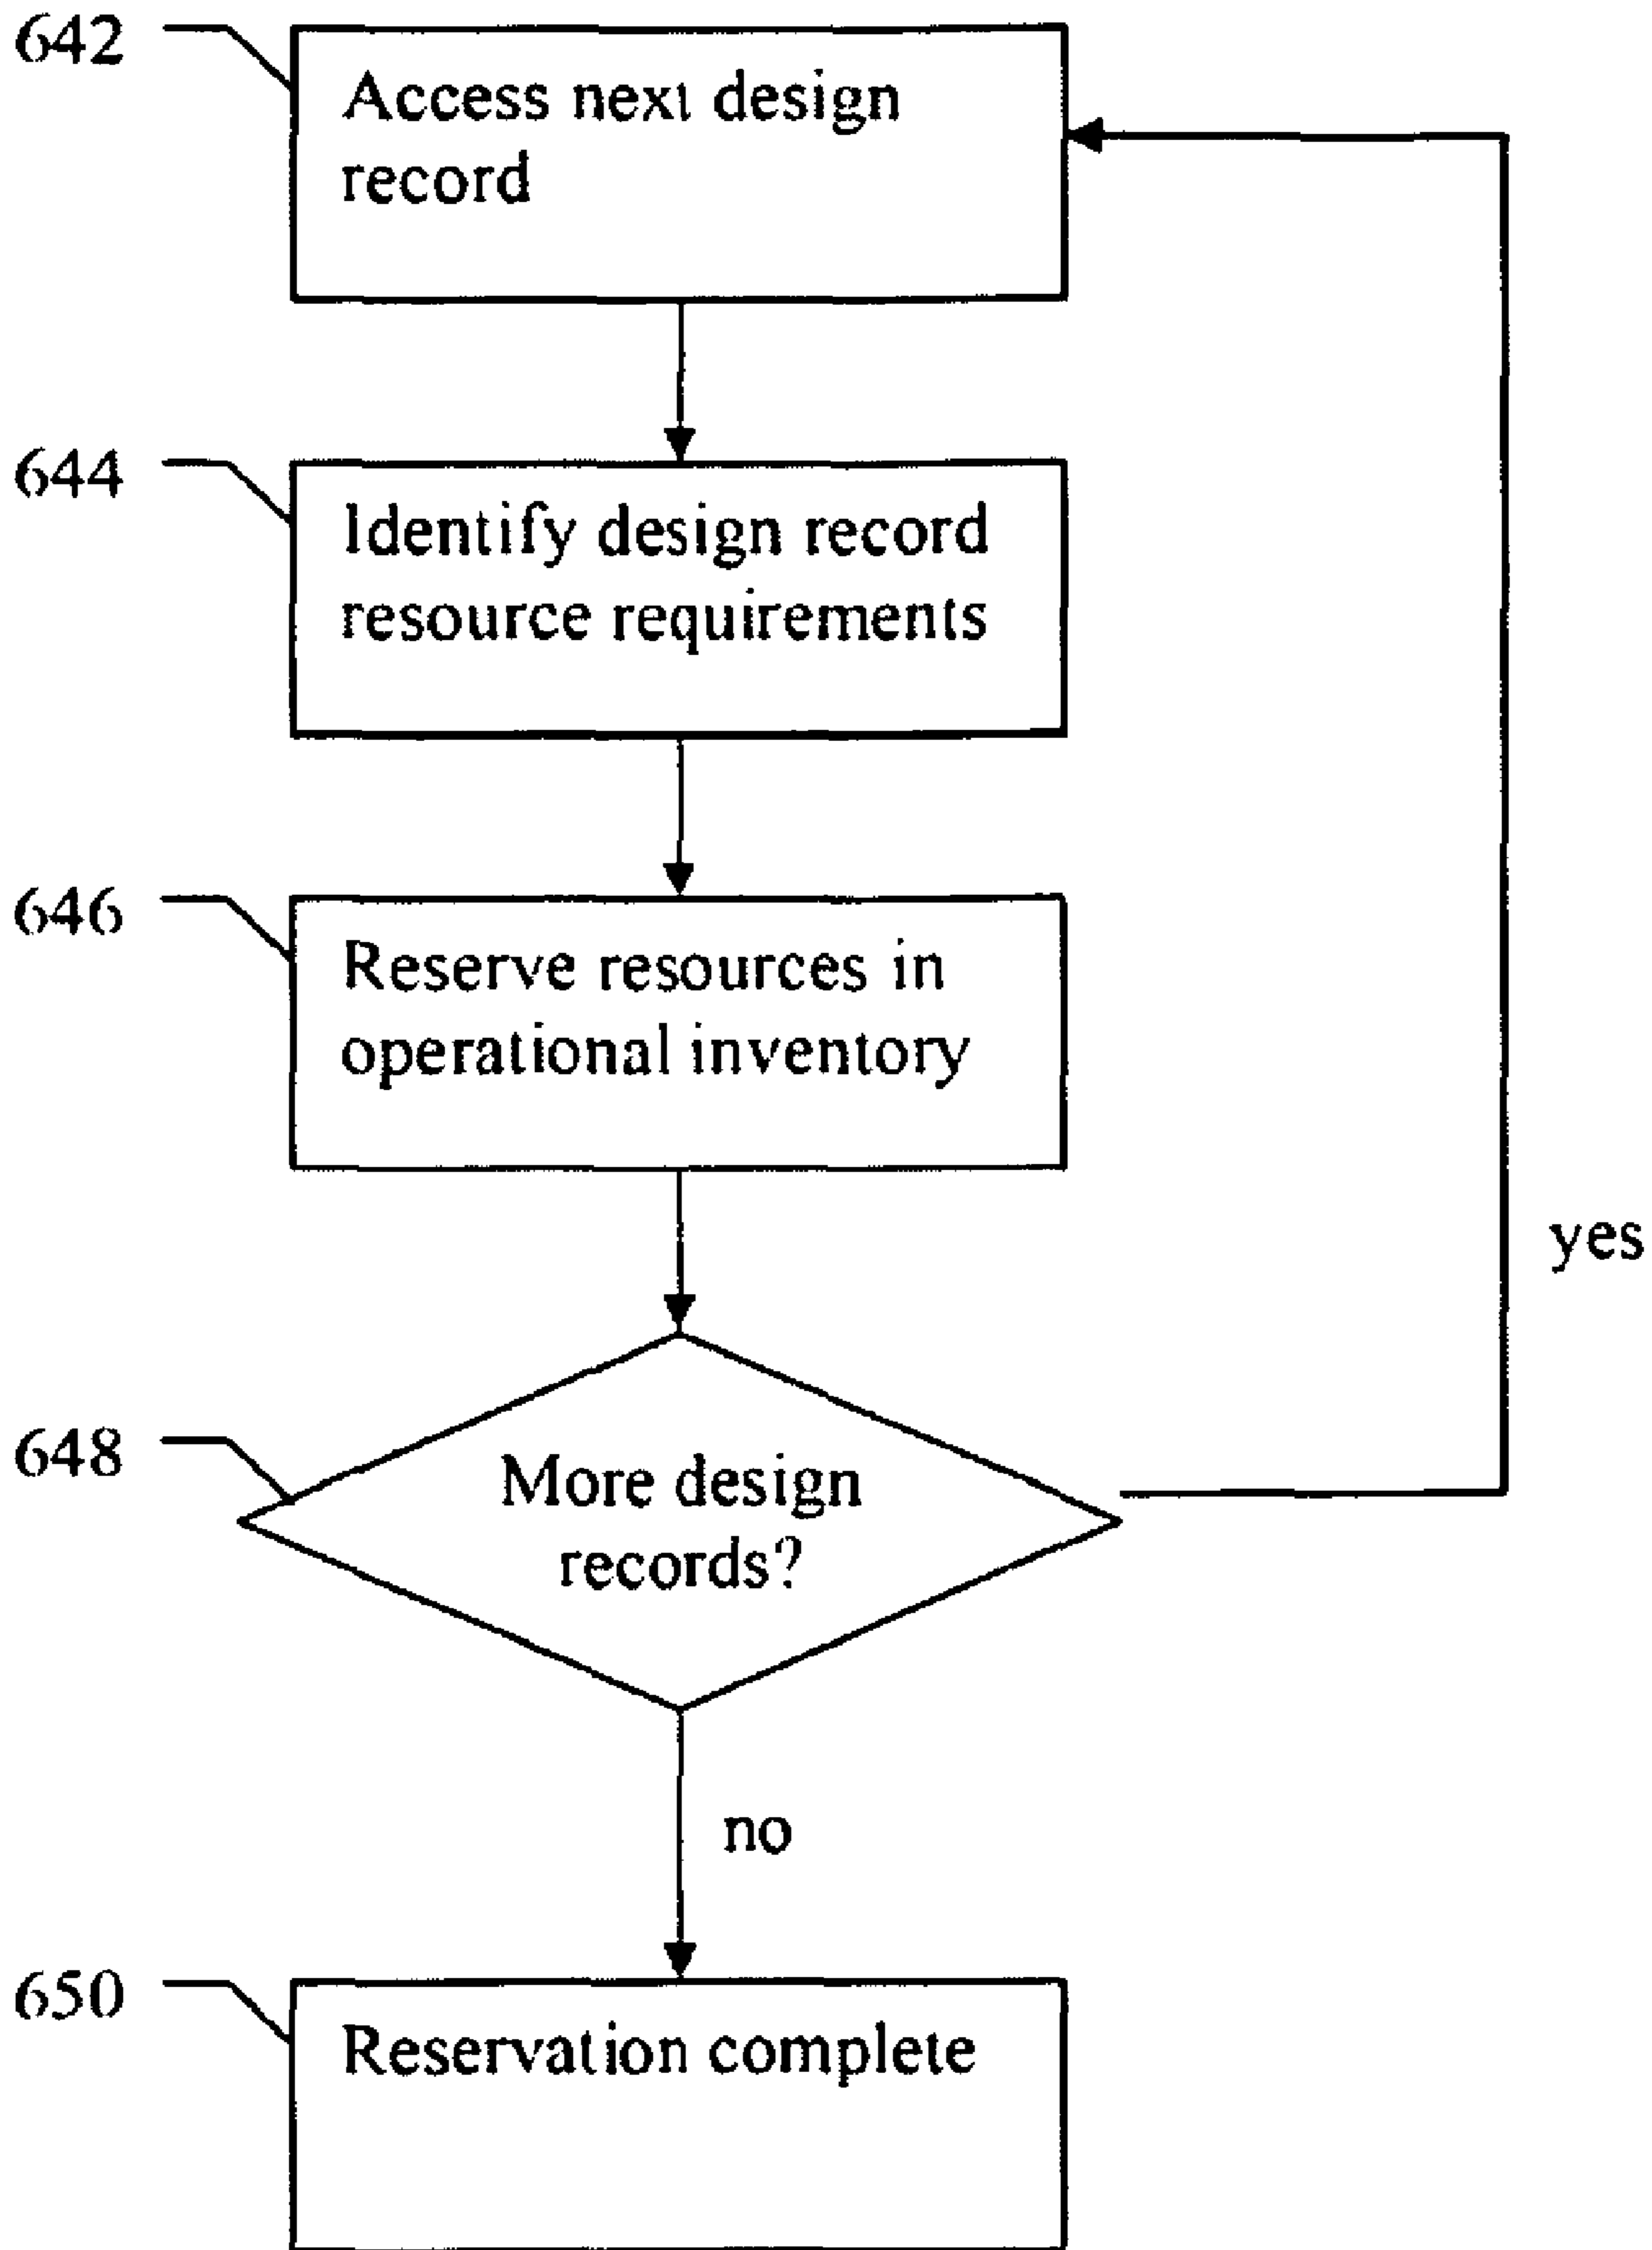 642
Access next design
record
644
Identify design record
resource requirements
646
Reserve resources in
operational inventory
yes
648
More design
records?
no
650
Reservation complete